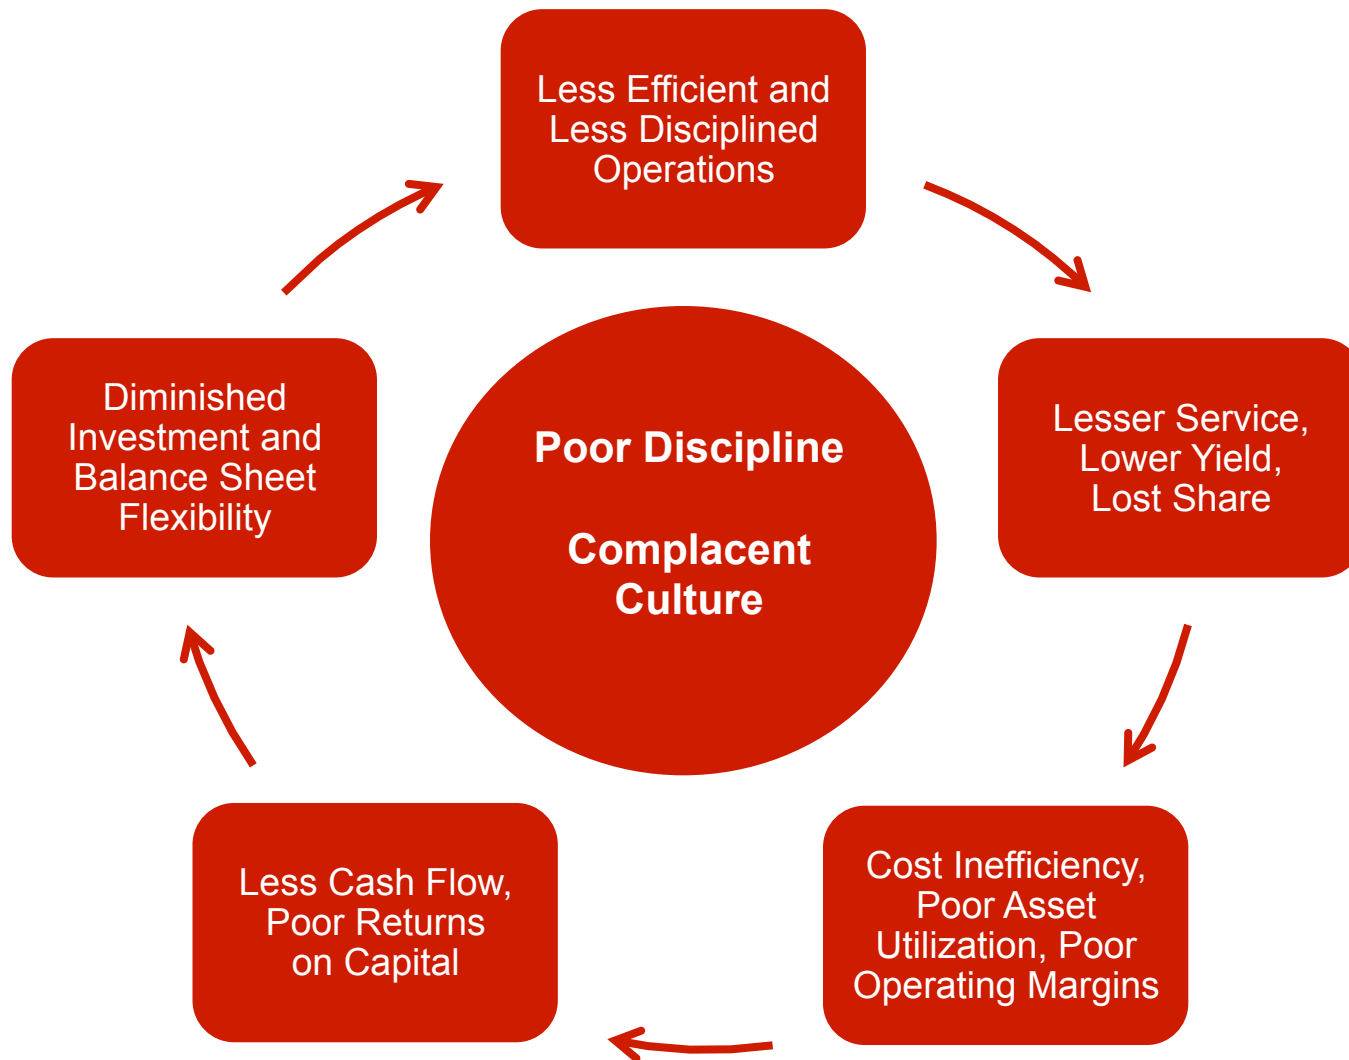 Less Efficient and
Less Disciplined
Operations
Lesser Service,
Lower Yield,
Lost Share
Cost Inefficiency,
Poor Asset
Utilization, Poor
Operating Margins
Less Cash Flow,
Poor Returns
on Capital
Diminished
Investment and
Balance Sheet
Flexibility
Poor Discipline
Complacent
Culture